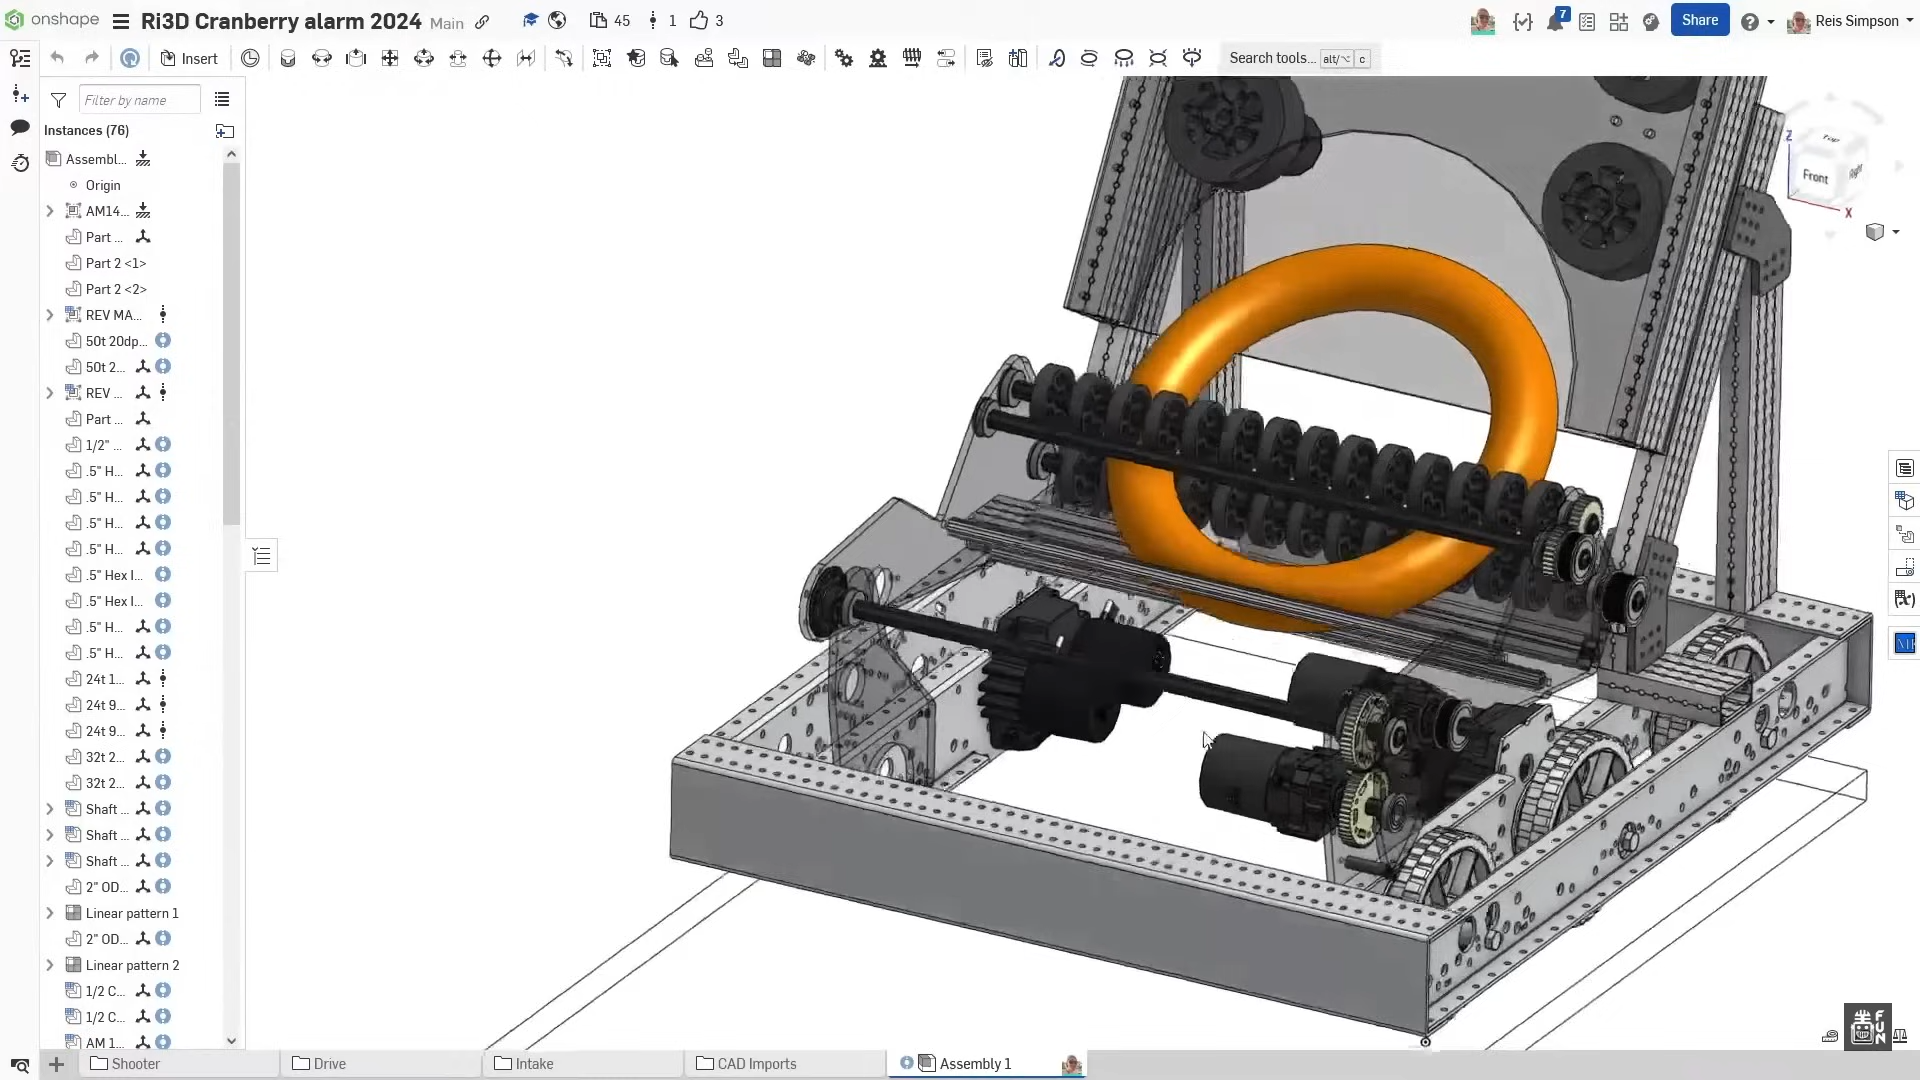 onshape
Ri3D Cranberry alarm 2024 Main
45
1
3
7
Share
Reis Simpson
Insert
Search tools... alt/⌥ c
Filter by name
Instances (76)
Assembl...
Origin
AM14...
Part ...
Part 2 <1>
Part 2 <2>
REV MA...
50t 20dp...
50t 2...
REV ...
Part ...
1/2" ...
.5" H...
.5" H...
.5" H...
.5" H...
.5" Hex I...
.5" Hex I...
.5" H...
.5" H...
24t 1...
24t 9...
24t 9...
32t 2...
32t 2...
Shaft ...
Shaft ...
Shaft ...
2" OD...
Linear pattern 1
2" OD...
Linear pattern 2
1/2 C...
1/2 C...
AM 1...
Z
Top
Front
Right
X
FUN
Shooter
Drive
Intake
CAD Imports
Assembly 1